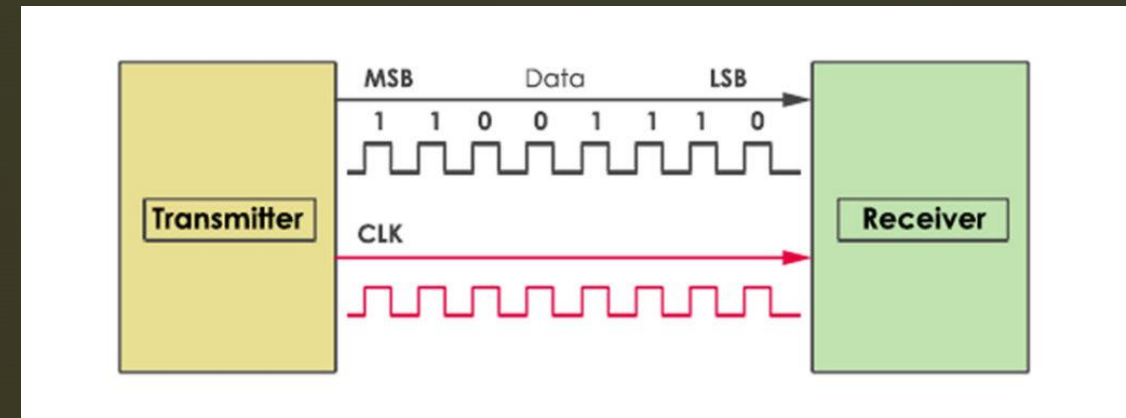 MSB Data LSB
1 1 0 0 1 1 1 0
Transmitter
Receiver
CLK